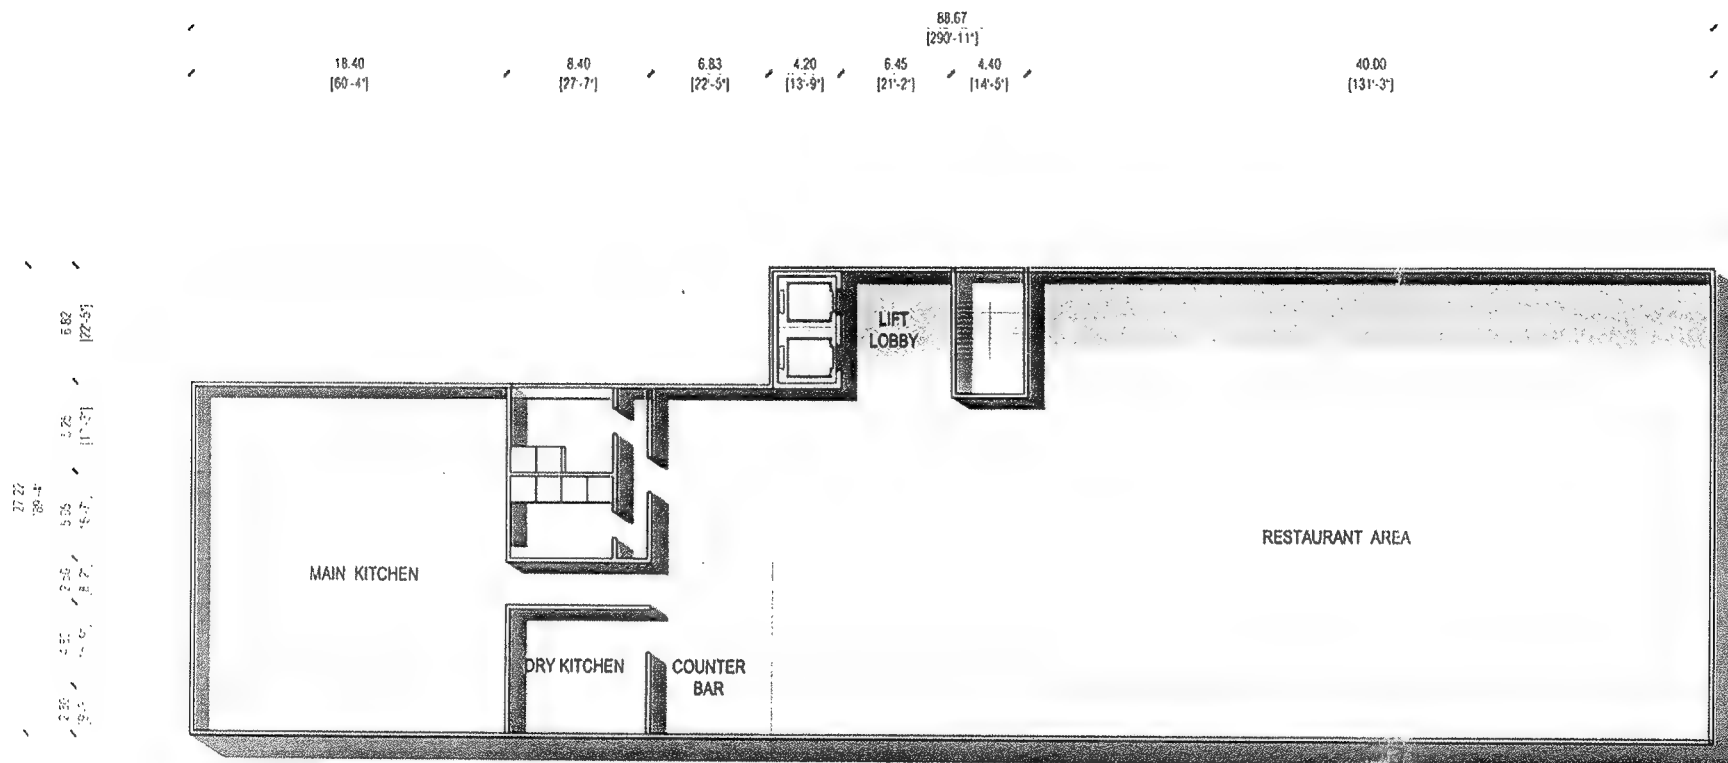 88.67
[290'-11"]
18.40
[60'-4"]
8.40
[27'-7"]
6.83
[22'-5"]
4.20
[13'-9"]
6.45
[21'-2"]
4.40
[14'-5"]
40.00
[131'-3"]
6.82
[22'-5"]
27.22
LIFT
LOBBY
RESTAURANT AREA
MAIN KITCHEN
DRY KITCHEN
COUNTER
BAR